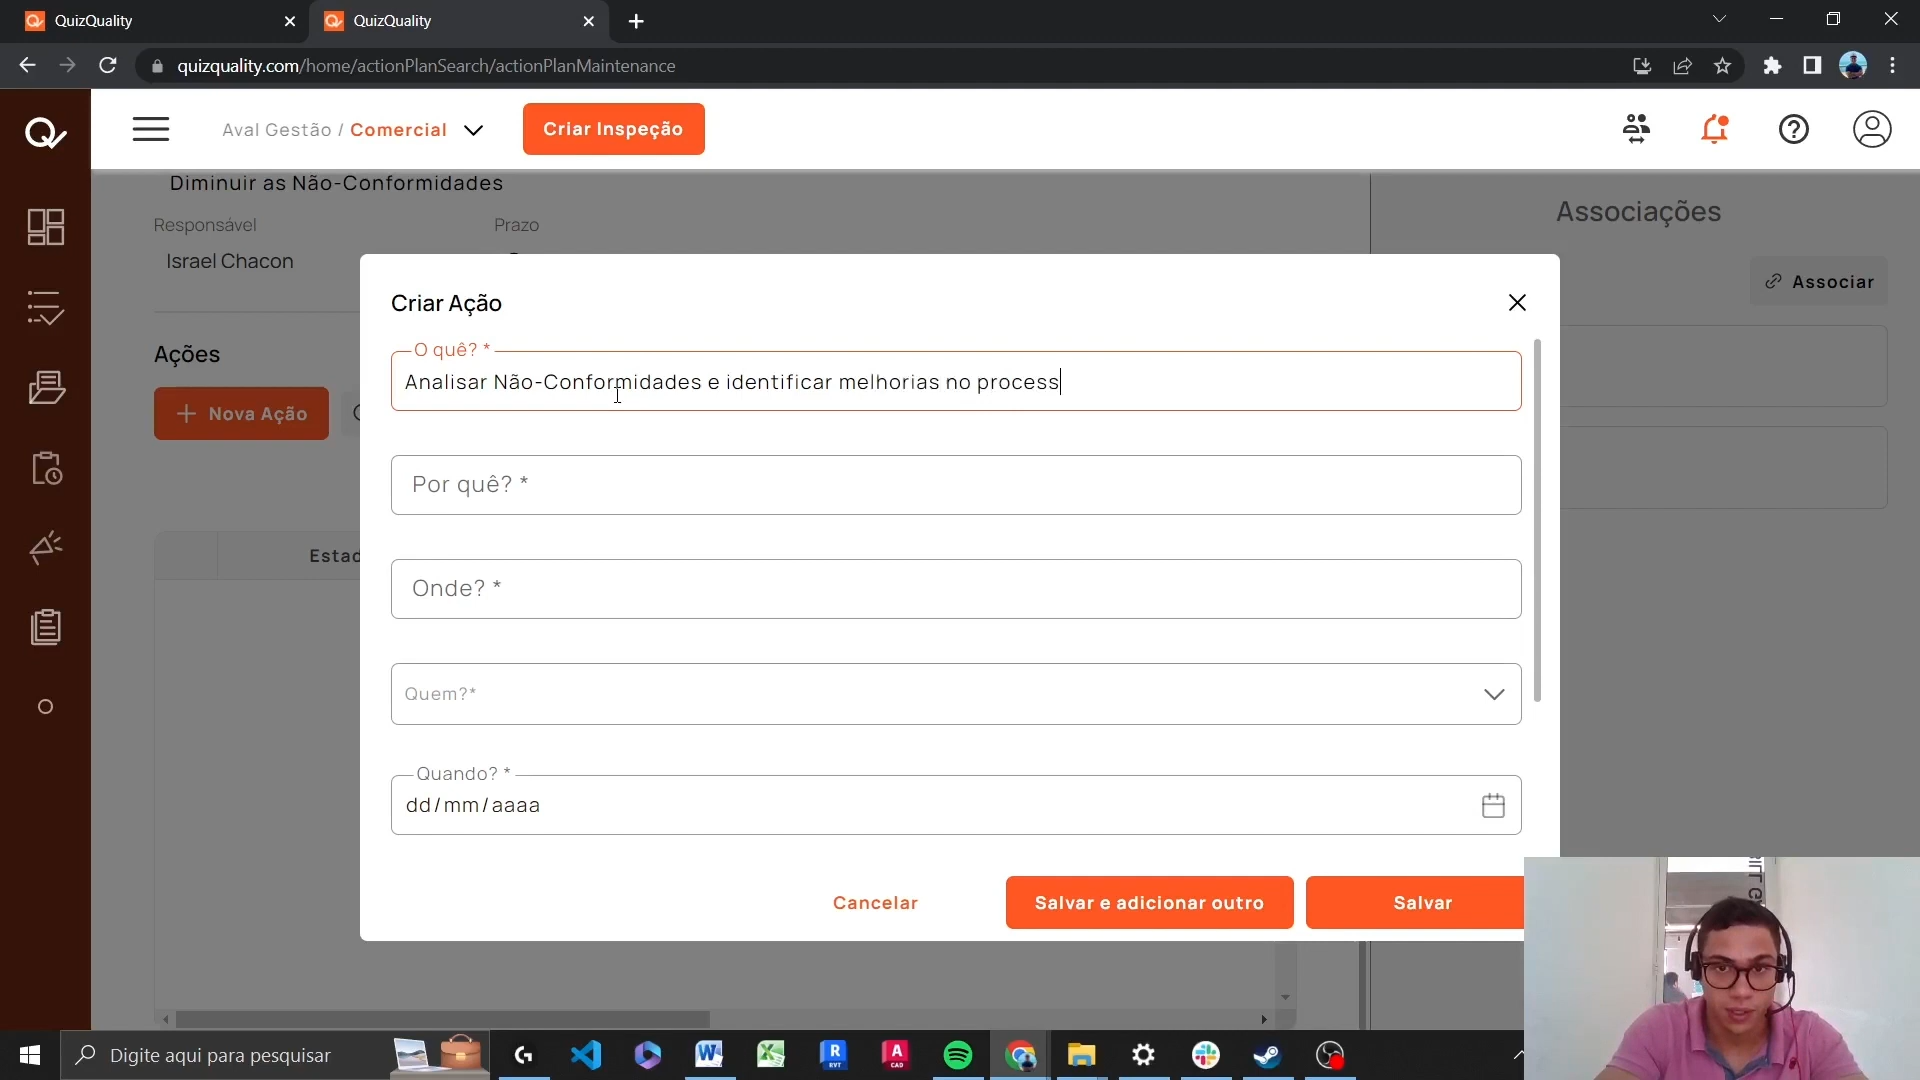 QuizQuality
QuizQuality
quizquality.com/home/actionPlanSearch/actionPlanMaintenance
Aval Gestão / Comercial
Criar Inspeção
Diminuir as Não-Conformidades
Responsável
Prazo
Israel Chacon
Associações
Associar
Ações
Nova Ação
Estad
Criar Ação
O quê? *
Analisar Não-Conformidades e identificar melhorias no process
Por quê? *
Onde? *
Quem?*
Quando? *
dd/mm/aaaa
Cancelar
Salvar e adicionar outro
Salvar
Digite aqui para pesquisar